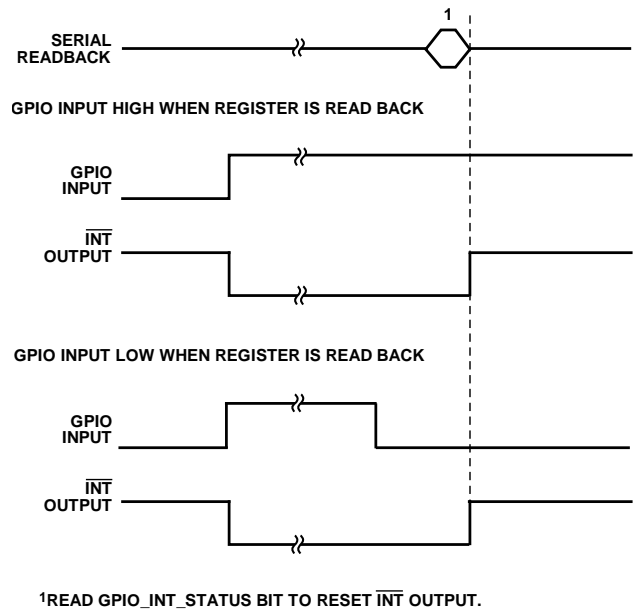 1
SERIAL
READBACK
GPIO INPUT HIGH WHEN REGISTER IS READ BACK
GPIO
INPUT
INT
OUTPUT
GPIO INPUT LOW WHEN REGISTER IS READ BACK
GPIO
INPUT
INT
OUTPUT
1READ GPIO_INT_STATUS BIT TO RESET INT OUTPUT.